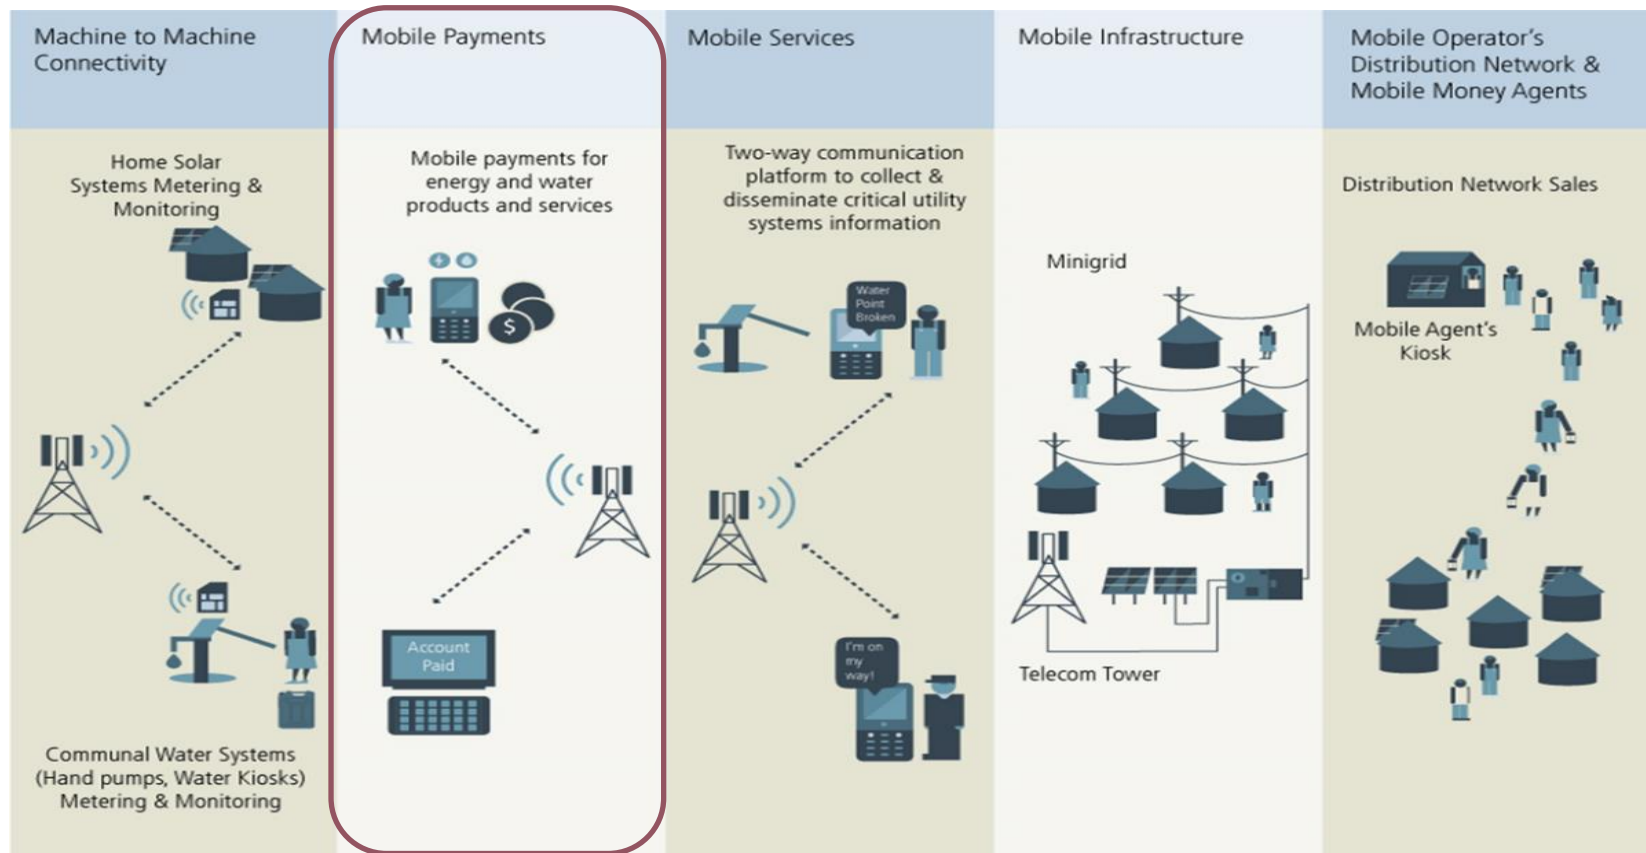 Machine to Machine
Connectivity
Mobile Payments
Mobile Services
Mobile Infrastructure
Mobile Operator's
Distribution Network &
Mobile Money Agents
Home Solar
Systems Metering &
Monitoring
Communal Water Systems
(Hand pumps, Water Kiosks)
Metering & Monitoring
Mobile payments for
energy and water
products and services
$
Account
Paid
Two-way communication
platform to collect &
disseminate critical utility
systems information
Water
Point
Broken
I'm on
my
way!
Minigrid
Telecom Tower
Distribution Network Sales
Mobile Agent's
Kiosk